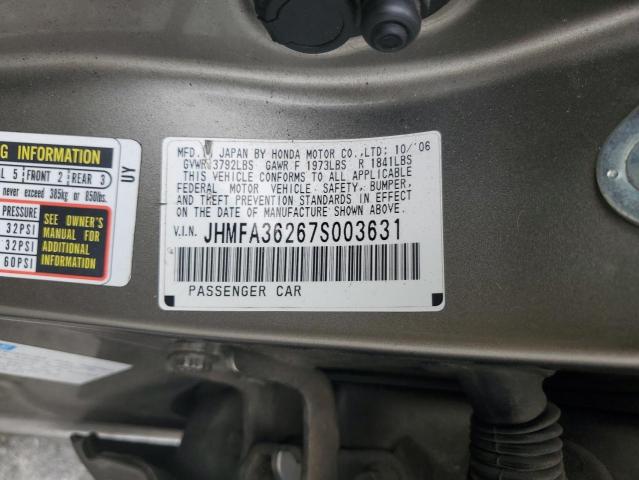 MFD. IN JAPAN BY HONDA MOTOR CO.,LTD: 10/'06
GVWR 3792LBS GAWR F 1973LBS R 1841LBS
THIS VEHICLE CONFORMS TO ALL APPLICABLE
FEDERAL MOTOR VEHICLE SAFETY, BUMPER,
AND THEFT PREVENTION STANDARDS IN EFFECT
ON THE DATE OF MANUFACTURE SHOWN ABOVE.
V.I.N. JHMFA36267S003631
PASSENGER CAR
INFORMATION
5 FRONT 2 REAR 3
never exceed 385kg or 850lbs.
PRESSURE
32PSI
32PSI
60PSI
SEE OWNER'S
MANUAL FOR
ADDITIONAL
INFORMATION
UY